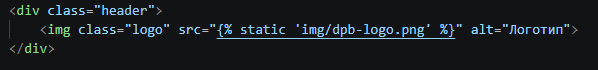 <div class="header">
    <img class="logo" src="{% static 'img/dpb-logo.png' %}" alt="Логотип">
</div>